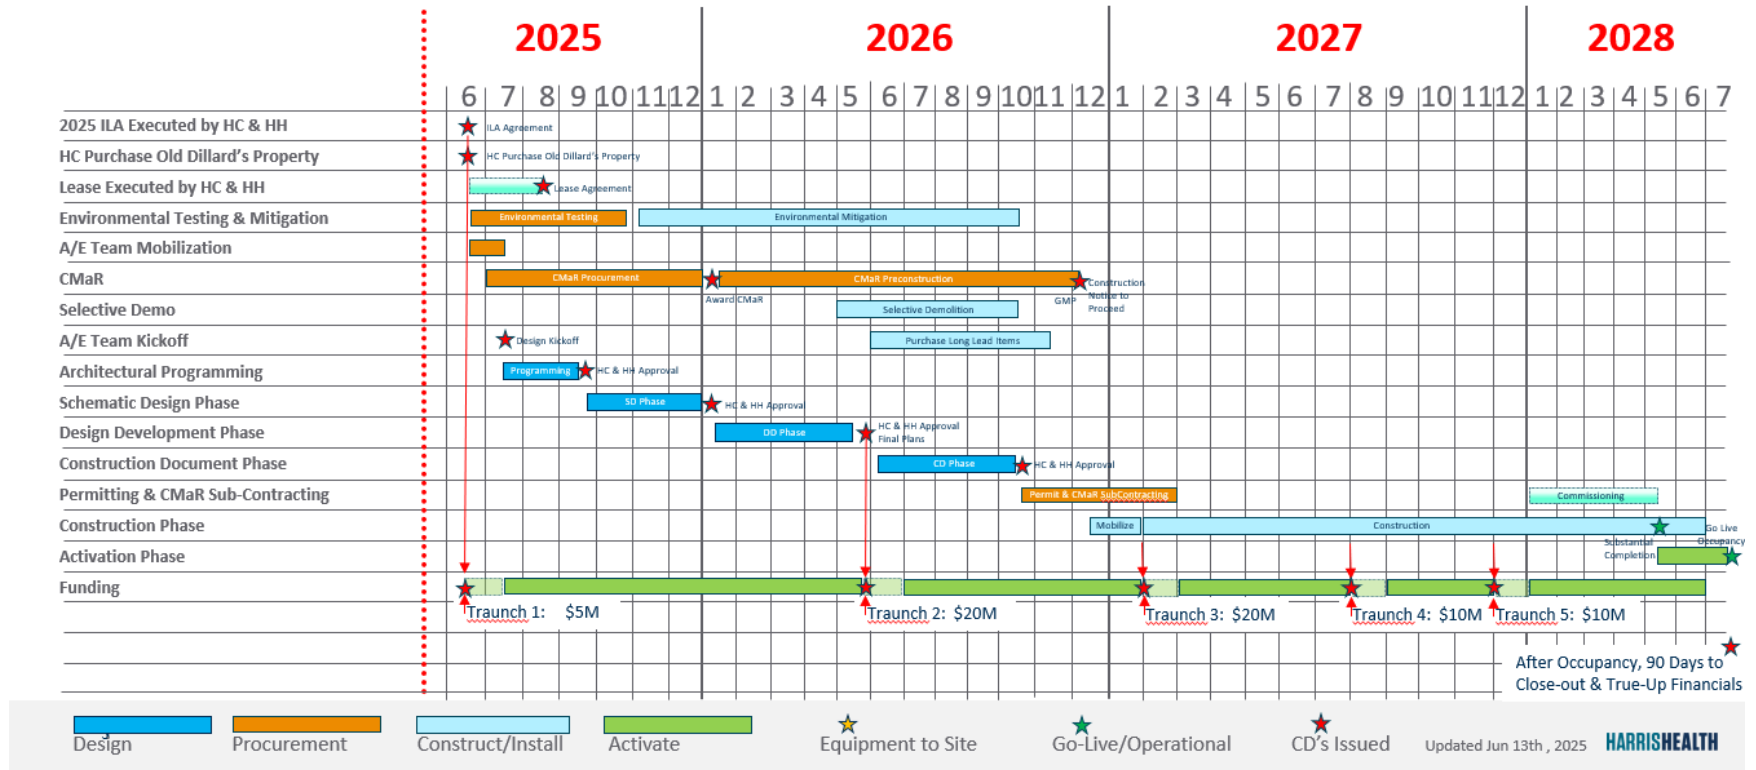 2025 2026 2027 2028
6 7 8 9 10 11 12 1 2 3 4 5 6 7 8 9 10 11 12 1 2 3 4 5 6 7 8 9 10 11 12 1 2 3 4 5 6 7
2025 ILA Executed by HC & HH
ILA Agreement
HC Purchase Old Dillard's Property
HC Purchase Old Dillard's Property
Lease Executed by HC & HH
Lease Agreement
Environmental Testing & Mitigation
Environmental Testing
Environmental Mitigation
A/E Team Mobilization
CMaR
CMaR Procurement
Award CMaR
CMaR Preconstruction
GMP
Construction
Notice to
Proceed
Selective Demo
Selective Demolition
A/E Team Kickoff
Design Kickoff
Purchase Long Lead Items
Architectural Programming
Programming
HC & HH Approval
Schematic Design Phase
SD Phase
HC & HH Approval
Design Development Phase
DD Phase
HC & HH Approval
Final Plans
Construction Document Phase
CD Phase
HC & HH Approval
Permitting & CMaR Sub-Contracting
Permit & CMaR SubContracting
Commissioning
Construction Phase
Mobilize
Construction
Substantial
Completion
Go Live
Occupancy
Activation Phase
Funding
Traunch 1: $5M
Traunch 2: $20M
Traunch 3: $20M
Traunch 4: $10M
Traunch 5: $10M
After Occupancy, 90 Days to
Close-out & True-Up Financials
Design
Procurement
Construct/Install
Activate
Equipment to Site
Go-Live/Operational
CD's Issued
Updated Jun 13th , 2025
HARRISHEALTH